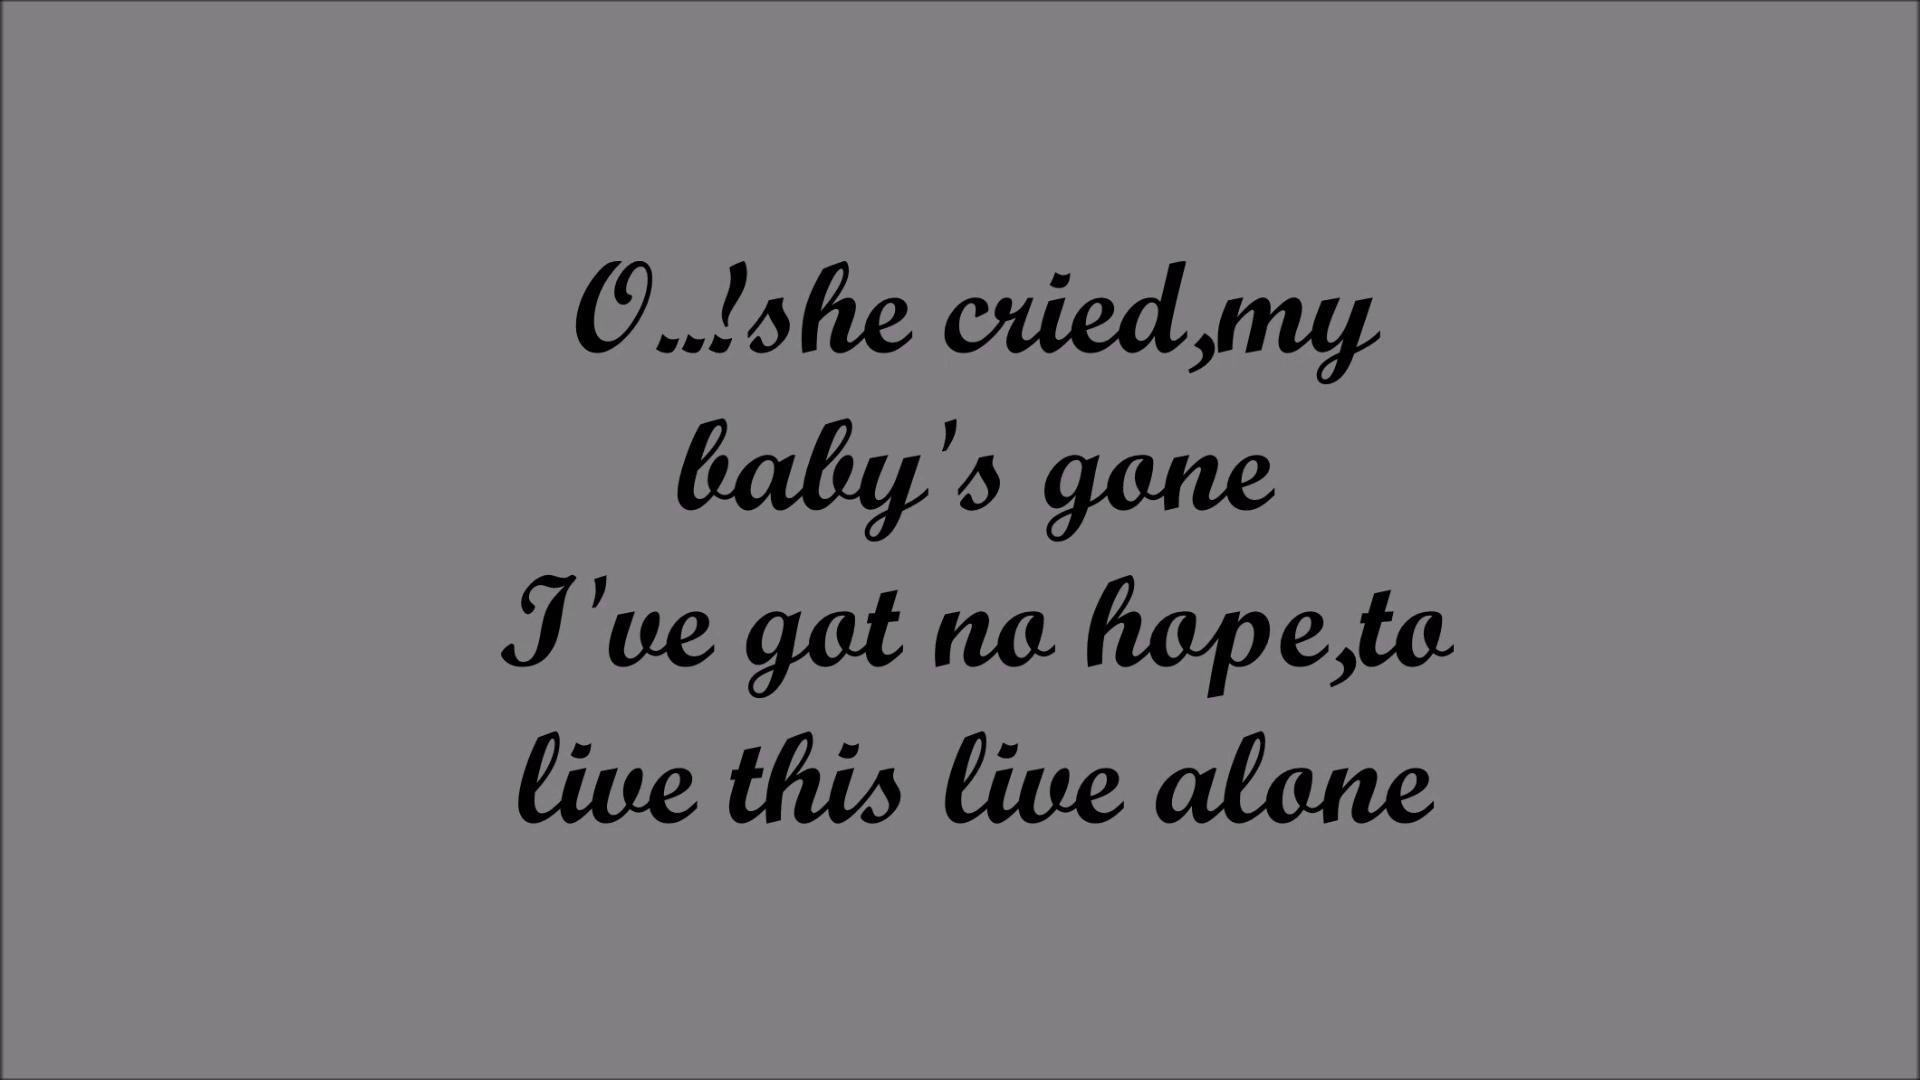 O...!she cried,my
baby's gone
I've got no hope,to
live this live alone